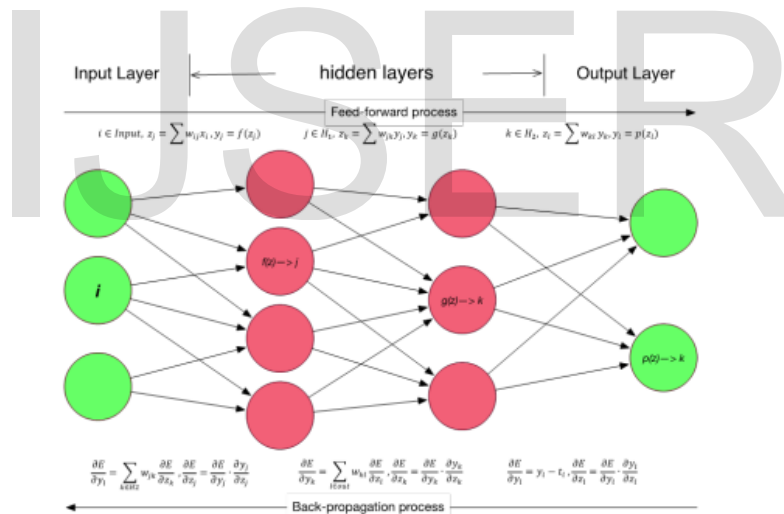 IJSER
Input Layer
hidden layers
Output Layer
Feed-forward process
i ∈ Input, z_j = ∑ w_ij x_i , y_j = f(z_j)
j ∈ H_1, z_k = ∑ w_jk y_j, y_k = g(z_k)
k ∈ H_2, z_l = ∑ w_kl y_k, y_l = p(z_l)
f(z)—> j
i
g(z)—> k
p(z)—> k
∂E/∂y_i = ∑_{k∈H2} w_jk ∂E/∂z_k , ∂E/∂z_j = ∂E/∂y_j · ∂y_j/∂z_j
∂E/∂y_k = ∑_{l∈out} w_kl ∂E/∂z_l , ∂E/∂z_k = ∂E/∂y_k · ∂y_k/∂z_k
∂E/∂y_l = y_l − t_l , ∂E/∂z_l = ∂E/∂y_l · ∂y_l/∂z_l
Back-propagation process